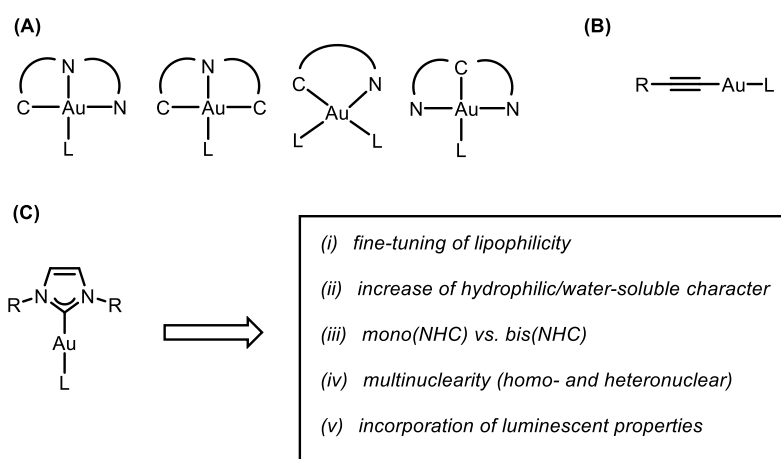 (A)
(B)
N
N
C
N
C
C
Au
N
C
Au
C
Au
N
Au
N
R
Au
L
L
L
L
L
L
(C)
(i) fine-tuning of lipophilicity
(ii) increase of hydrophilic/water-soluble character
R
N
N
R
(iii) mono(NHC) vs. bis(NHC)
Au
(iv) multinuclearity (homo- and heteronuclear)
L
(v) incorporation of luminescent properties